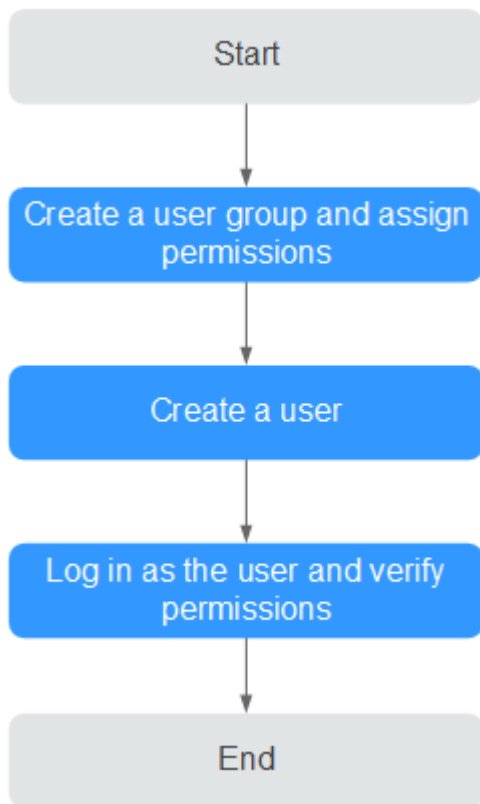 Start
Create a user group and assign
permissions
Create a user
Log in as the user and verify
permissions
End